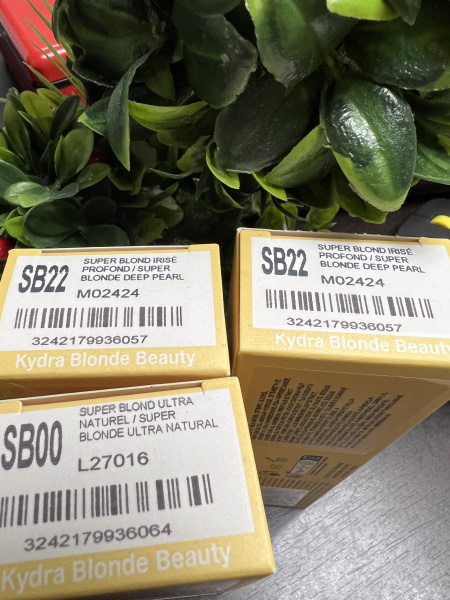 SB22
SUPER BLOND IRISÉ
PROFOND / SUPER
BLONDE DEEP PEARL
M02424
3242179936057
Kydra Blonde Beauty
SB22
SUPER BLOND IRISÉ
PROFOND / SUPER
BLONDE DEEP PEARL
M02424
3242179936057
Kydra Blonde Beauty
SB00
SUPER BLOND ULTRA
NATUREL / SUPER
BLONDE ULTRA NATURAL
L27016
3242179936064
Kydra Blonde Beauty